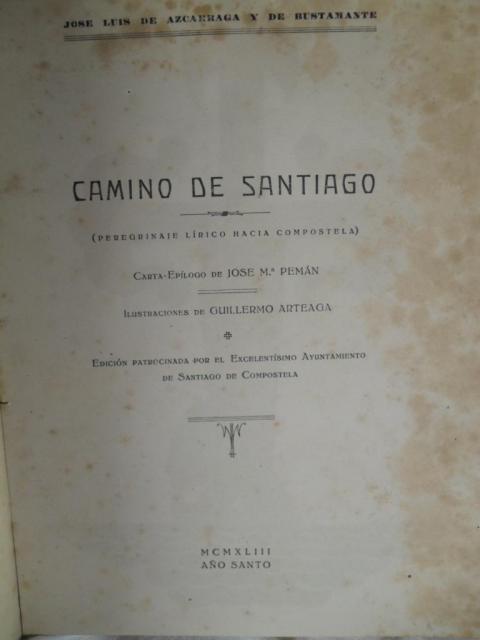 JOSE LUIS DE AZCARRAGA Y DE BUSTAMANTE
CAMINO DE SANTIAGO
(PEREGRINAJE LÍRICO HACIA COMPOSTELA)
CARTA-EPÍLOGO DE JOSE M.ª PEMÁN
ILUSTRACIONES DE GUILLERMO ARTEAGA
EDICIÓN PATROCINADA POR EL EXCELENTÍSIMO AYUNTAMIENTO
DE SANTIAGO DE COMPOSTELA
MCMXLIII
AÑO SANTO